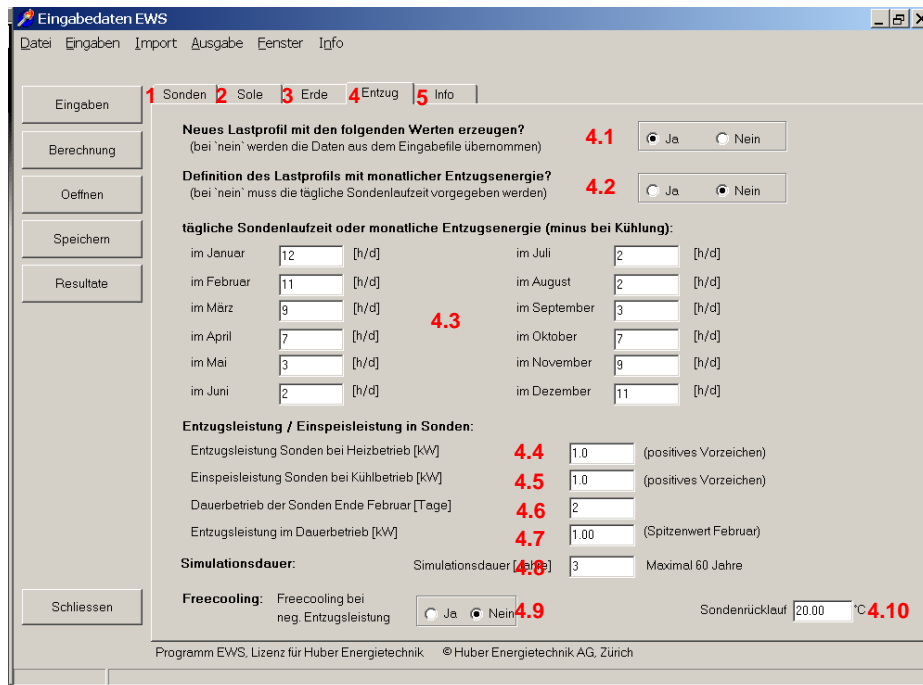 Eingabedaten EWS
Datei Eingaben Import Ausgabe Fenster Info
1 Sonden 2 Sole 3 Erde 4 Entzug 5 Info
Eingaben
Berechnung
Oeffnen
Speichern
Resultate
Schliessen
Neues Lastprofil mit den folgenden Werten erzeugen?
(bei `nein` werden die Daten aus dem Eingabefile übernommen)
4.1
Ja Nein
Definition des Lastprofils mit monatlicher Entzugsenergie?
(bei `nein` muss die tägliche Sondenlaufzeit vorgegeben werden)
4.2
Ja Nein
tägliche Sondenlaufzeit oder monatliche Entzugsenergie (minus bei Kühlung):
im Januar 12 [h/d] im Juli 2 [h/d]
im Februar 11 [h/d] im August 2 [h/d]
im März 9 [h/d] im September 3 [h/d]
4.3
im April 7 [h/d] im Oktober 7 [h/d]
im Mai 3 [h/d] im November 9 [h/d]
im Juni 2 [h/d] im Dezember 11 [h/d]
Entzugsleistung / Einspeisleistung in Sonden:
Entzugsleistung Sonden bei Heizbetrieb [kW] 4.4 1.0 (positives Vorzeichen)
Einspeisleistung Sonden bei Kühlbetrieb [kW] 4.5 1.0 (positives Vorzeichen)
Dauerbetrieb der Sonden Ende Februar [Tage] 4.6 2
Entzugsleistung im Dauerbetrieb [kW] 4.7 1.00 (Spitzenwert Februar)
Simulationsdauer: Simulationsdauer [Jahre] 4.8 3 Maximal 60 Jahre
Freecooling: Freecooling bei
neg. Entzugsleistung
Ja Nein 4.9 Sondenrücklauf 20.00 °C 4.10
Programm EWS, Lizenz für Huber Energietechnik © Huber Energietechnik AG, Zürich